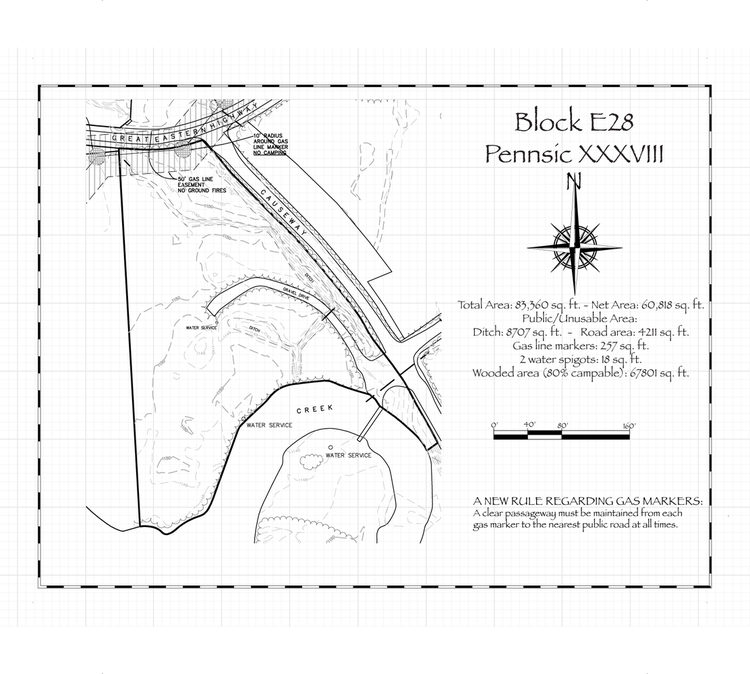 GREAT EASTERN HIGHWAY
10' RADIUS
AROUND GAS
LINE MARKER
NO CAMPING
50' GAS LINE
EASEMENT
NO GROUND FIRES
CAUSEWAY
DITCH
GRAVEL DRIVE
WATER SERVICE
DITCH
CREEK
WATER SERVICE
WATER SERVICE
Block E28
Pennsic XXXVIII
N
Total Area: 83,360 sq. ft. - Net Area: 60,818 sq. ft.
Public/Unusable Area:
Ditch: 8707 sq. ft. - Road area: 4211 sq. ft.
Gas line markers: 257 sq. ft.
2 water spigots: 18 sq. ft.
Wooded area (80% campable): 67801 sq. ft.
0' 40' 80' 160'
A NEW RULE REGARDING GAS MARKERS:
A clear passageway must be maintained from each
gas marker to the nearest public road at all times.